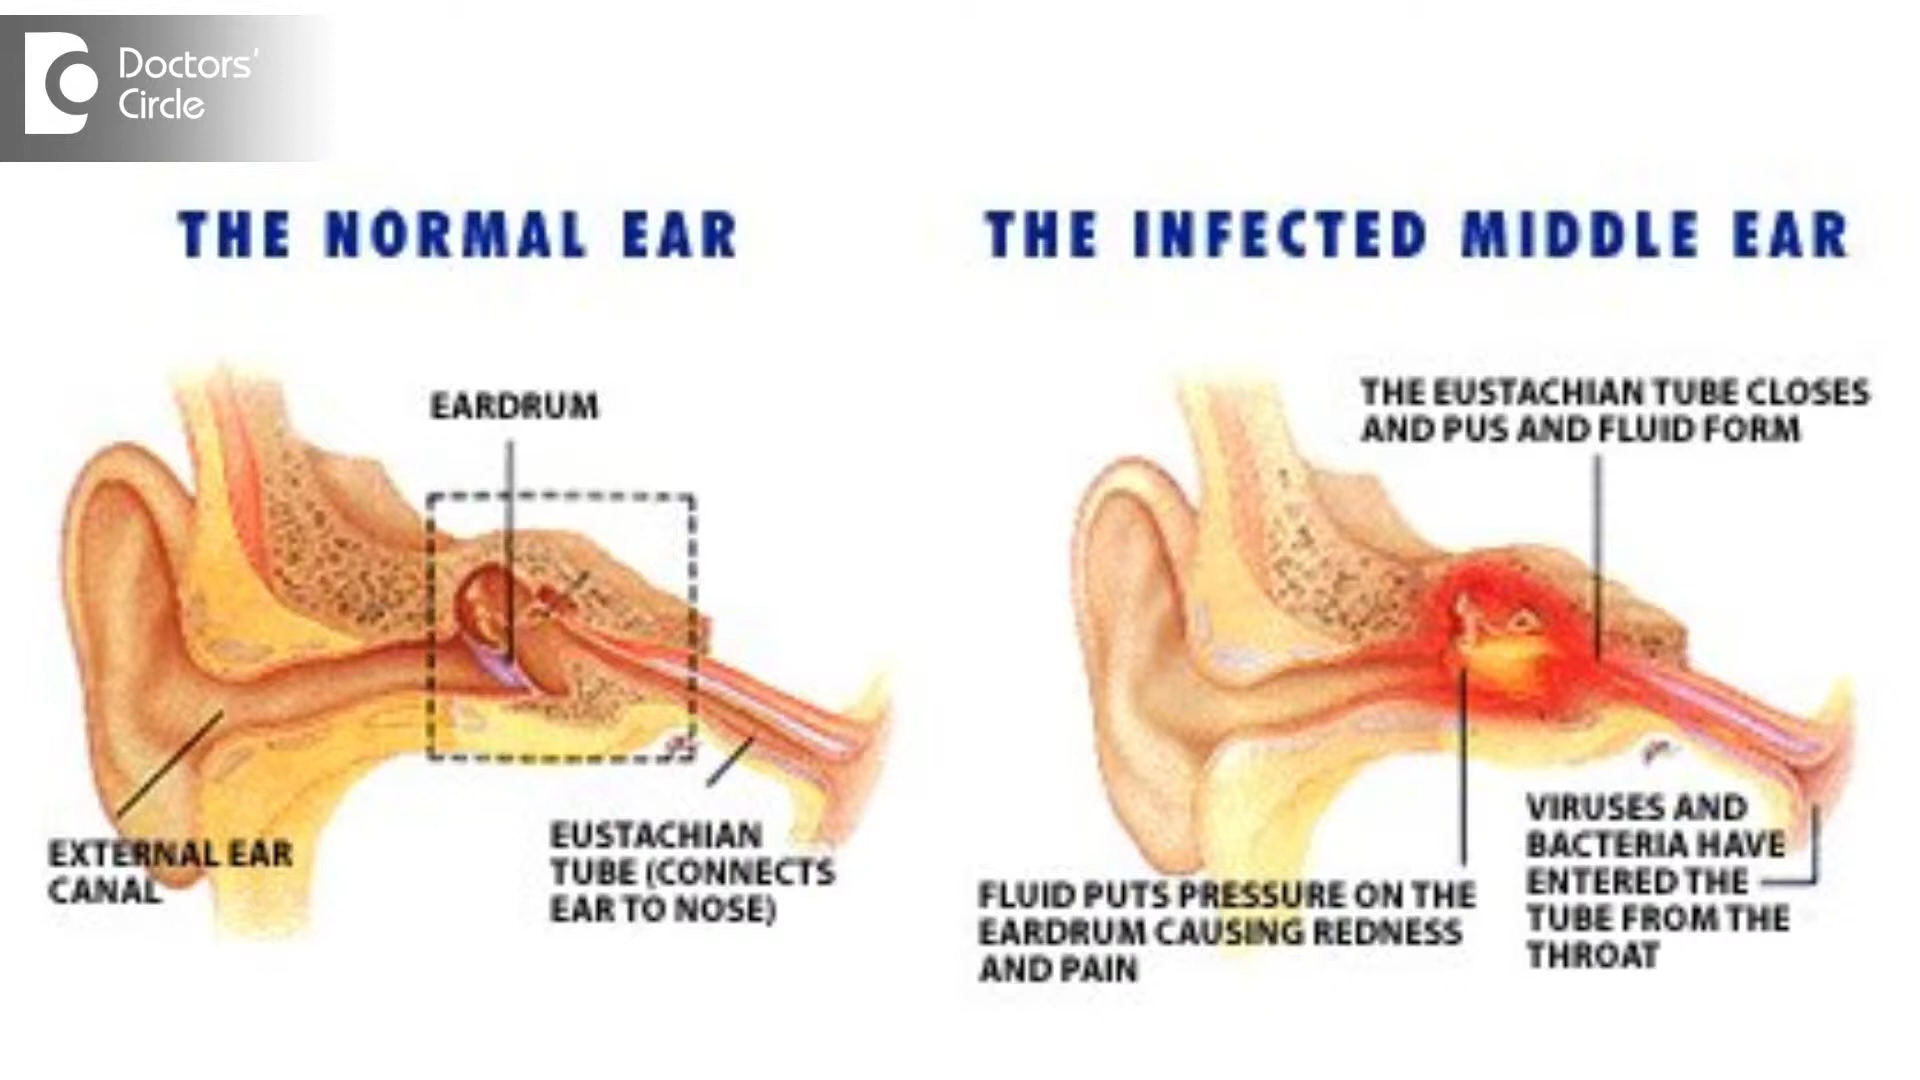 Doctors'
Circle
THE NORMAL EAR
EARDRUM
EXTERNAL EAR
CANAL
EUSTACHIAN
TUBE (CONNECTS
EAR TO NOSE)
THE INFECTED MIDDLE EAR
THE EUSTACHIAN TUBE CLOSES
AND PUS AND FLUID FORM
FLUID PUTS PRESSURE ON THE
EARDRUM CAUSING REDNESS
AND PAIN
VIRUSES AND
BACTERIA HAVE
ENTERED THE
TUBE FROM THE
THROAT